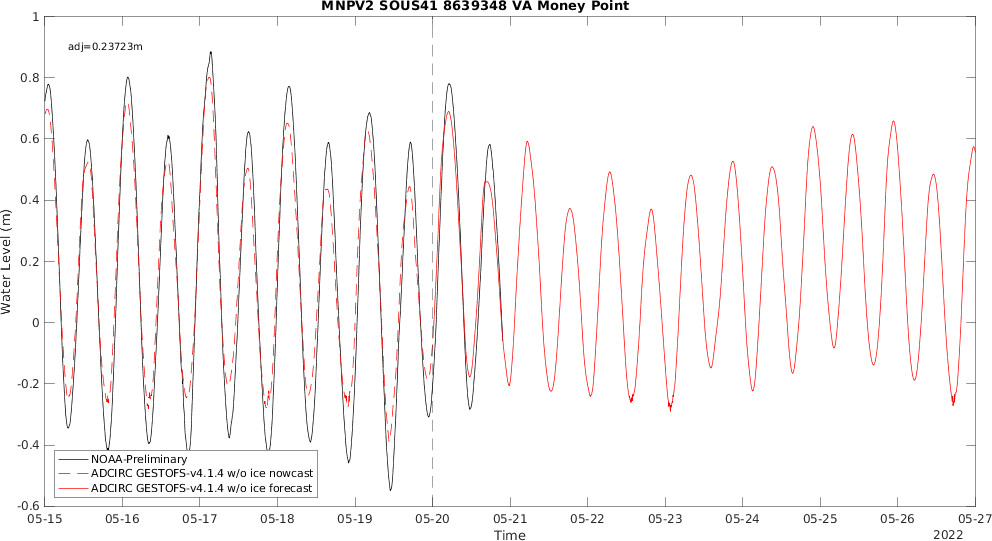 MNPV2 SOUS41 8639348 VA Money Point
adj=0.23723m
1
0.8
0.6
0.4
0.2
0
-0.2
-0.4
-0.6
Water Level (m)
NOAA-Preliminary
ADCIRC GESTOFS-v4.1.4 w/o ice nowcast
ADCIRC GESTOFS-v4.1.4 w/o ice forecast
05-15 05-16 05-17 05-18 05-19 05-20 05-21 05-22 05-23 05-24 05-25 05-26 05-27
Time
2022